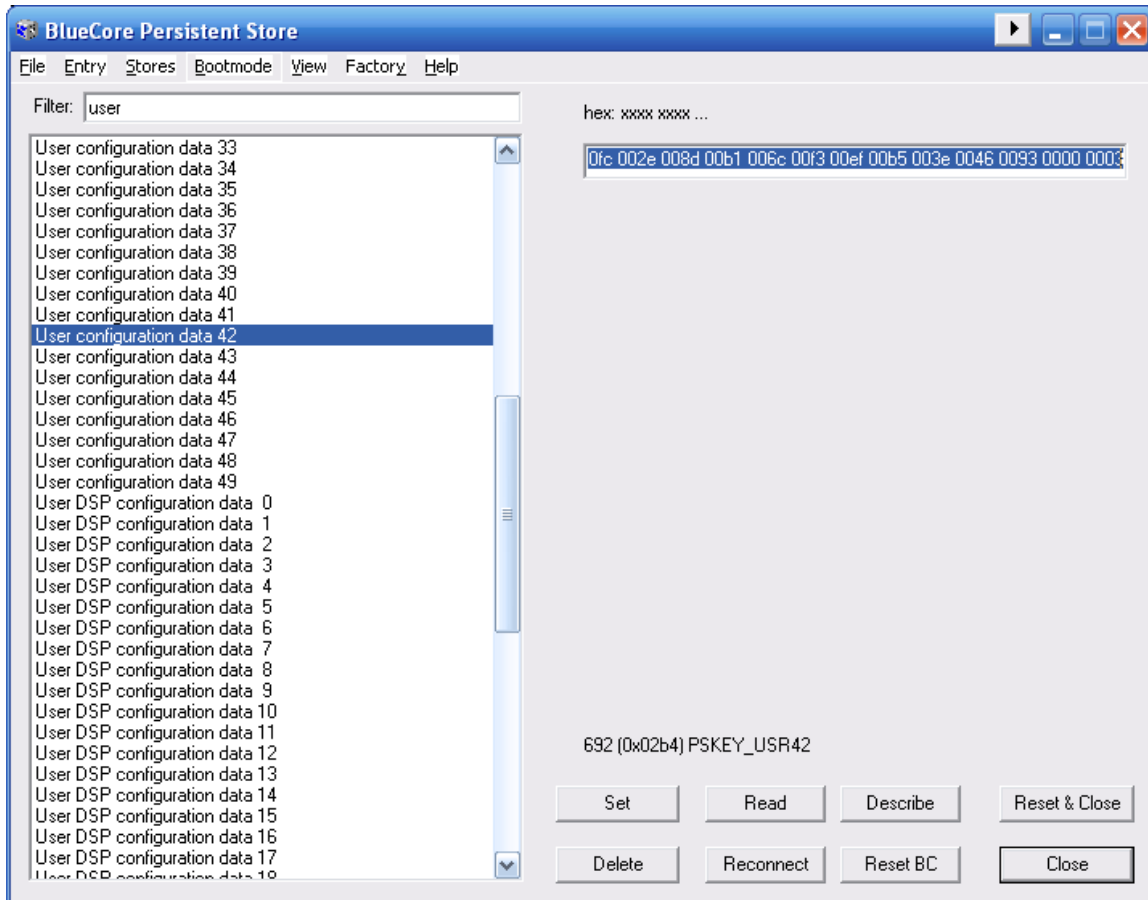 BlueCore Persistent Store
File Entry Stores Bootmode View Factory Help
Filter: user
User configuration data 33
User configuration data 34
User configuration data 35
User configuration data 36
User configuration data 37
User configuration data 38
User configuration data 39
User configuration data 40
User configuration data 41
User configuration data 42
User configuration data 43
User configuration data 44
User configuration data 45
User configuration data 46
User configuration data 47
User configuration data 48
User configuration data 49
User DSP configuration data 0
User DSP configuration data 1
User DSP configuration data 2
User DSP configuration data 3
User DSP configuration data 4
User DSP configuration data 5
User DSP configuration data 6
User DSP configuration data 7
User DSP configuration data 8
User DSP configuration data 9
User DSP configuration data 10
User DSP configuration data 11
User DSP configuration data 12
User DSP configuration data 13
User DSP configuration data 14
User DSP configuration data 15
User DSP configuration data 16
User DSP configuration data 17
User DSP configuration data 18
hex: xxxx xxxx ...
0fc 002e 008d 00b1 006c 00f3 00ef 00b5 003e 0046 0093 0000 0003
692 (0x02b4) PSKEY_USR42
Set Read Describe Reset & Close
Delete Reconnect Reset BC Close